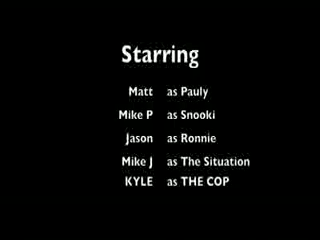 Starring
Matt as Pauly
Mike P as Snooki
Jason as Ronnie
Mike J as The Situation
KYLE as THE COP